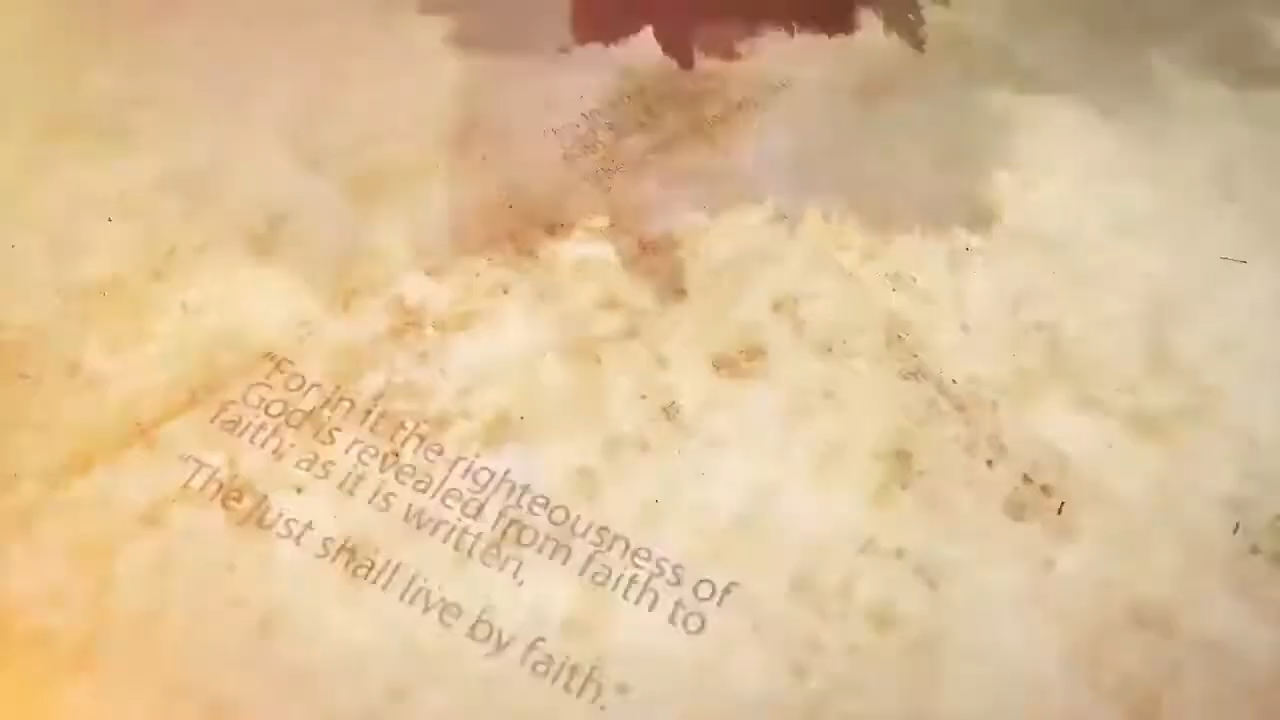 “For in it the righteousness of
God is revealed from faith to
faith; as it is written,
“The just shall live by faith.”